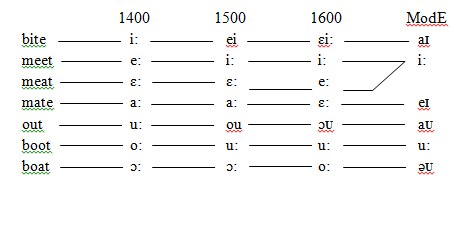 1400 1500 1600 ModE
bite i: ei ɛi: aɪ
meet e: i: i: i:
meat ɛ: ɛ: e:
mate a: a: ɛ: eɪ
out u: ou ɔʊ aʊ
boot o: u: u: u:
boat ɔ: ɔ: o: əʊ